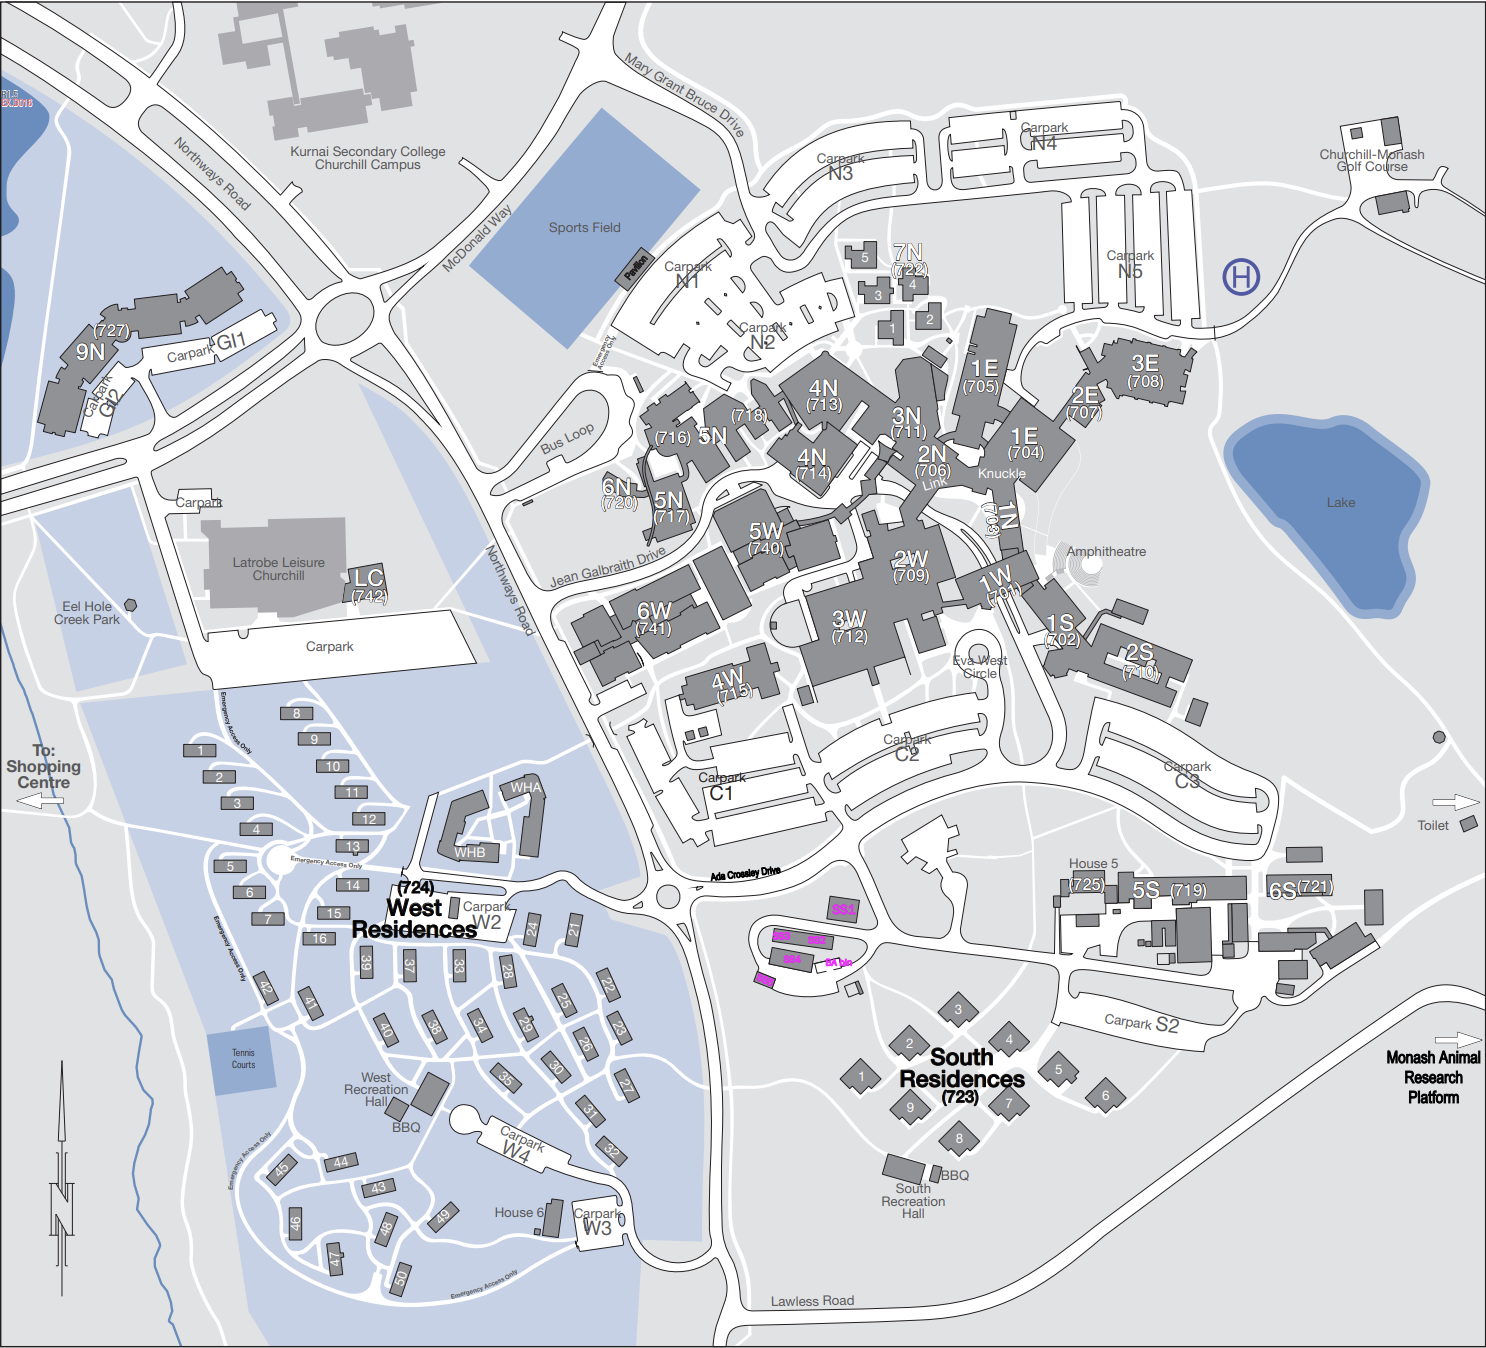 Mary Grant Bruce Drive
Kurnai Secondary College
Churchill Campus
Northways Road
McDonald Way
Sports Field
Pavilion
Carpark
N1
Carpark
N2
Carpark
N3
Carpark
N4
Carpark
N5
Churchill-Monash
Golf Course
H
7N
(722)
5
4
3
2
1
(727)
9N
Carpark GI1
Carpark
GI2
Emergency
Access Only
Bus Loop
1E
(705)
3E
(708)
2E
(707)
1E
(704)
Knuckle
4N
(713)
3N
(711)
2N
(706)
Link
(718)
(716)
5N
4N
(714)
6N
(720)
5N
(717)
1N
(703)
5W
(740)
2W
(709)
1W
(701)
Amphitheatre
Lake
Carpark
Latrobe Leisure
Churchill
LC
(742)
Carpark
Eel Hole
Creek Park
Northways Road
Jean Galbraith Drive
6W
(741)
3W
(712)
4W
(715)
1S
(702)
2S
(710)
Eva West
Circle
Carpark
C1
Carpark
C2
Carpark
C3
Toilet
To:
Shopping
Centre
Emergency Access Only
8
9
10
11
12
13
14
15
16
1
2
3
4
5
6
7
Emergency Access Only
Emergency Access Only
WHA
WHB
(724)
West
Residences
Carpark
W2
24
21
39
37
33
28
22
42
41
40
38
34
29
25
23
26
35
30
27
31
32
Tennis
Courts
West
Recreation
Hall
BBQ
Carpark
W4
Emergency Access Only
45
44
43
46
47
48
49
50
House 6
Carpark
W3
Emergency Access Only
Ada Crossley Drive
SS1
SS2
SS4
House 5
(725)
5S (719)
6S (721)
Carpark S2
3
2
4
1
5
South
Residences
(723)
9
7
6
8
South
Recreation
Hall
BBQ
Monash Animal
Research
Platform
Lawless Road